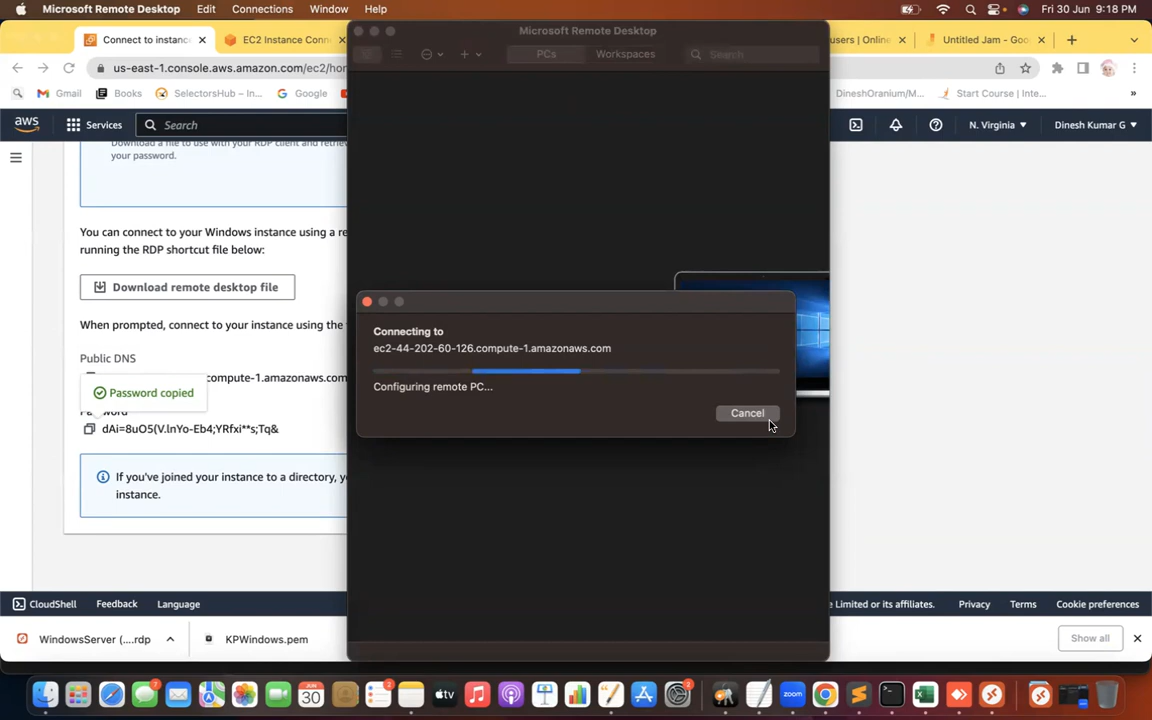 Microsoft Remote Desktop Edit Connections Window Help Fri 30 Jun 9:18 PM
Connect to instanc
EC2 Instance Conn
Microsoft Remote Desktop
users | Online
Untitled Jam - Goo
us-east-1.console.aws.amazon.com/ec2/hom
PCs
Workspaces
Search
Gmail
Books
SelectorsHub – In...
Google
DineshOranium/M...
Start Course | Inte...
aws
Services
Search
N. Virginia
Dinesh Kumar G
Download a file to use with your RDP client and retrieve
your password.
You can connect to your Windows instance using a re
running the RDP shortcut file below:
Download remote desktop file
When prompted, connect to your instance using the
Public DNS
compute-1.amazonaws.com
Password copied
Password
dAi=8uO5(V.lnYo-Eb4;YRfxi**s;Tq&
If you've joined your instance to a directory, y
instance.
Connecting to
ec2-44-202-60-126.compute-1.amazonaws.com
Configuring remote PC...
Cancel
CloudShell
Feedback
Language
Limited or its affiliates.
Privacy
Terms
Cookie preferences
WindowsServer (....rdp
KPWindows.pem
Show all
JUN
30
tv
zoom